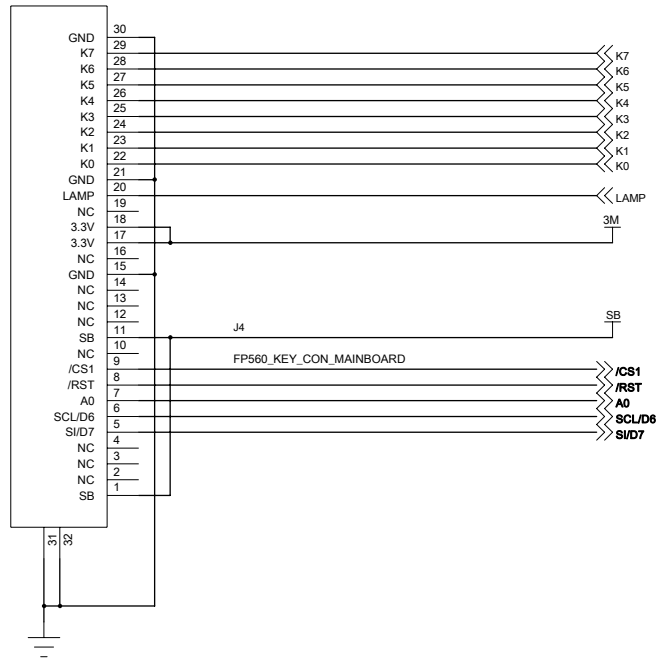 30
GND
29
K7
K7
28
K6
K6
27
K5
K5
26
K4
K4
25
K3
K3
24
K2
K2
23
K1
K1
22
K0
K0
21
GND
20
LAMP
LAMP
19
NC
18
3.3V
3M
17
3.3V
16
NC
15
GND
14
NC
13
NC
12
NC
SB
11
SB
J4
10
NC
FP560_KEY_CON_MAINBOARD
9
/CS1
/CS1
8
/RST
/RST
7
A0
A0
6
SCL/D6
SCL/D6
5
SI/D7
SI/D7
4
NC
3
NC
2
NC
1
SB
31
32